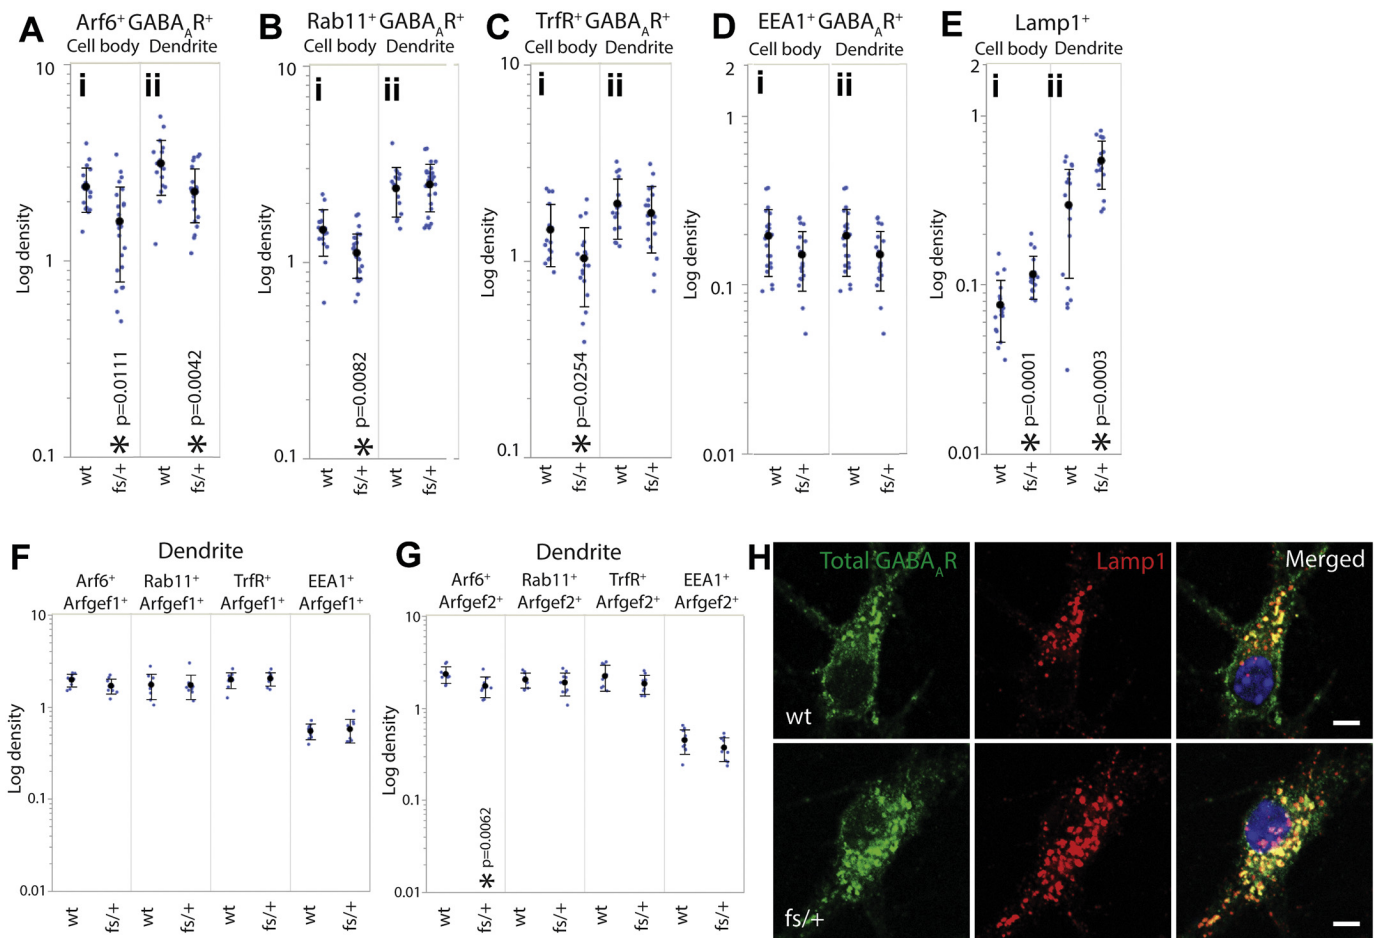 A
Arf6⁺ GABA_AR⁺
Cell body Dendrite
i ii
10
1
0.1
Log density
p=0.0111
p=0.0042
* *
wt fs/+ wt fs/+
B
Rab11⁺ GABA_AR⁺
Cell body Dendrite
i ii
10
1
0.1
Log density
p=0.0082
*
wt fs/+ wt fs/+
C
TrfR⁺ GABA_AR⁺
Cell body Dendrite
i ii
10
1
0.1
Log density
p=0.0254
*
wt fs/+ wt fs/+
D
EEA1⁺ GABA_AR⁺
Cell body Dendrite
i ii
2
1
0.1
0.01
Log density
wt fs/+ wt fs/+
E
Lamp1⁺
Cell body Dendrite
i ii
2
1
0.1
0.01
Log density
p=0.0001
p=0.0003
* *
wt fs/+ wt fs/+
F
Dendrite
Arf6⁺ Rab11⁺ TrfR⁺ EEA1⁺
Arfgef1⁺ Arfgef1⁺ Arfgef1⁺ Arfgef1⁺
10
1
0.1
0.01
Log density
wt fs/+ wt fs/+ wt fs/+ wt fs/+
G
Dendrite
Arf6⁺ Rab11⁺ TrfR⁺ EEA1⁺
Arfgef2⁺ Arfgef2⁺ Arfgef2⁺ Arfgef2⁺
10
1
0.1
0.01
Log density
p=0.0062
*
wt fs/+ wt fs/+ wt fs/+ wt fs/+
H
Total GABA_AR
Lamp1
Merged
wt
fs/+